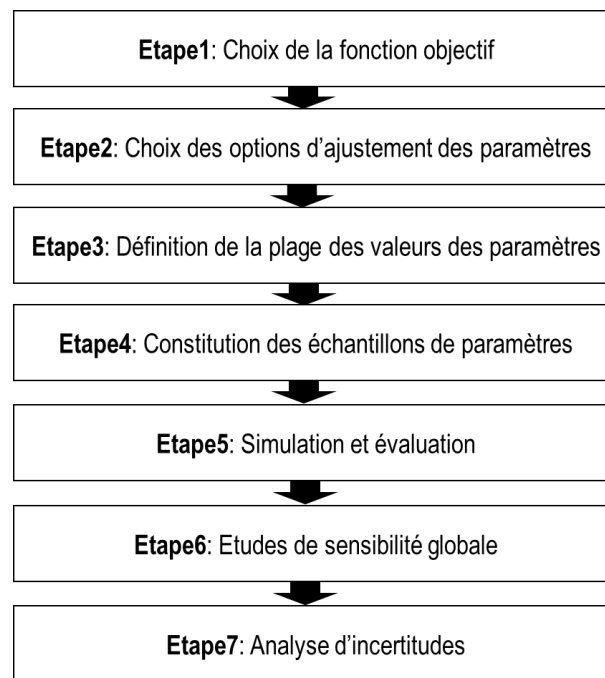 Etape1: Choix de la fonction objectif
Etape2: Choix des options d'ajustement des paramètres
Etape3: Définition de la plage des valeurs des paramètres
Etape4: Constitution des échantillons de paramètres
Etape5: Simulation et évaluation
Etape6: Etudes de sensibilité globale
Etape7: Analyse d'incertitudes